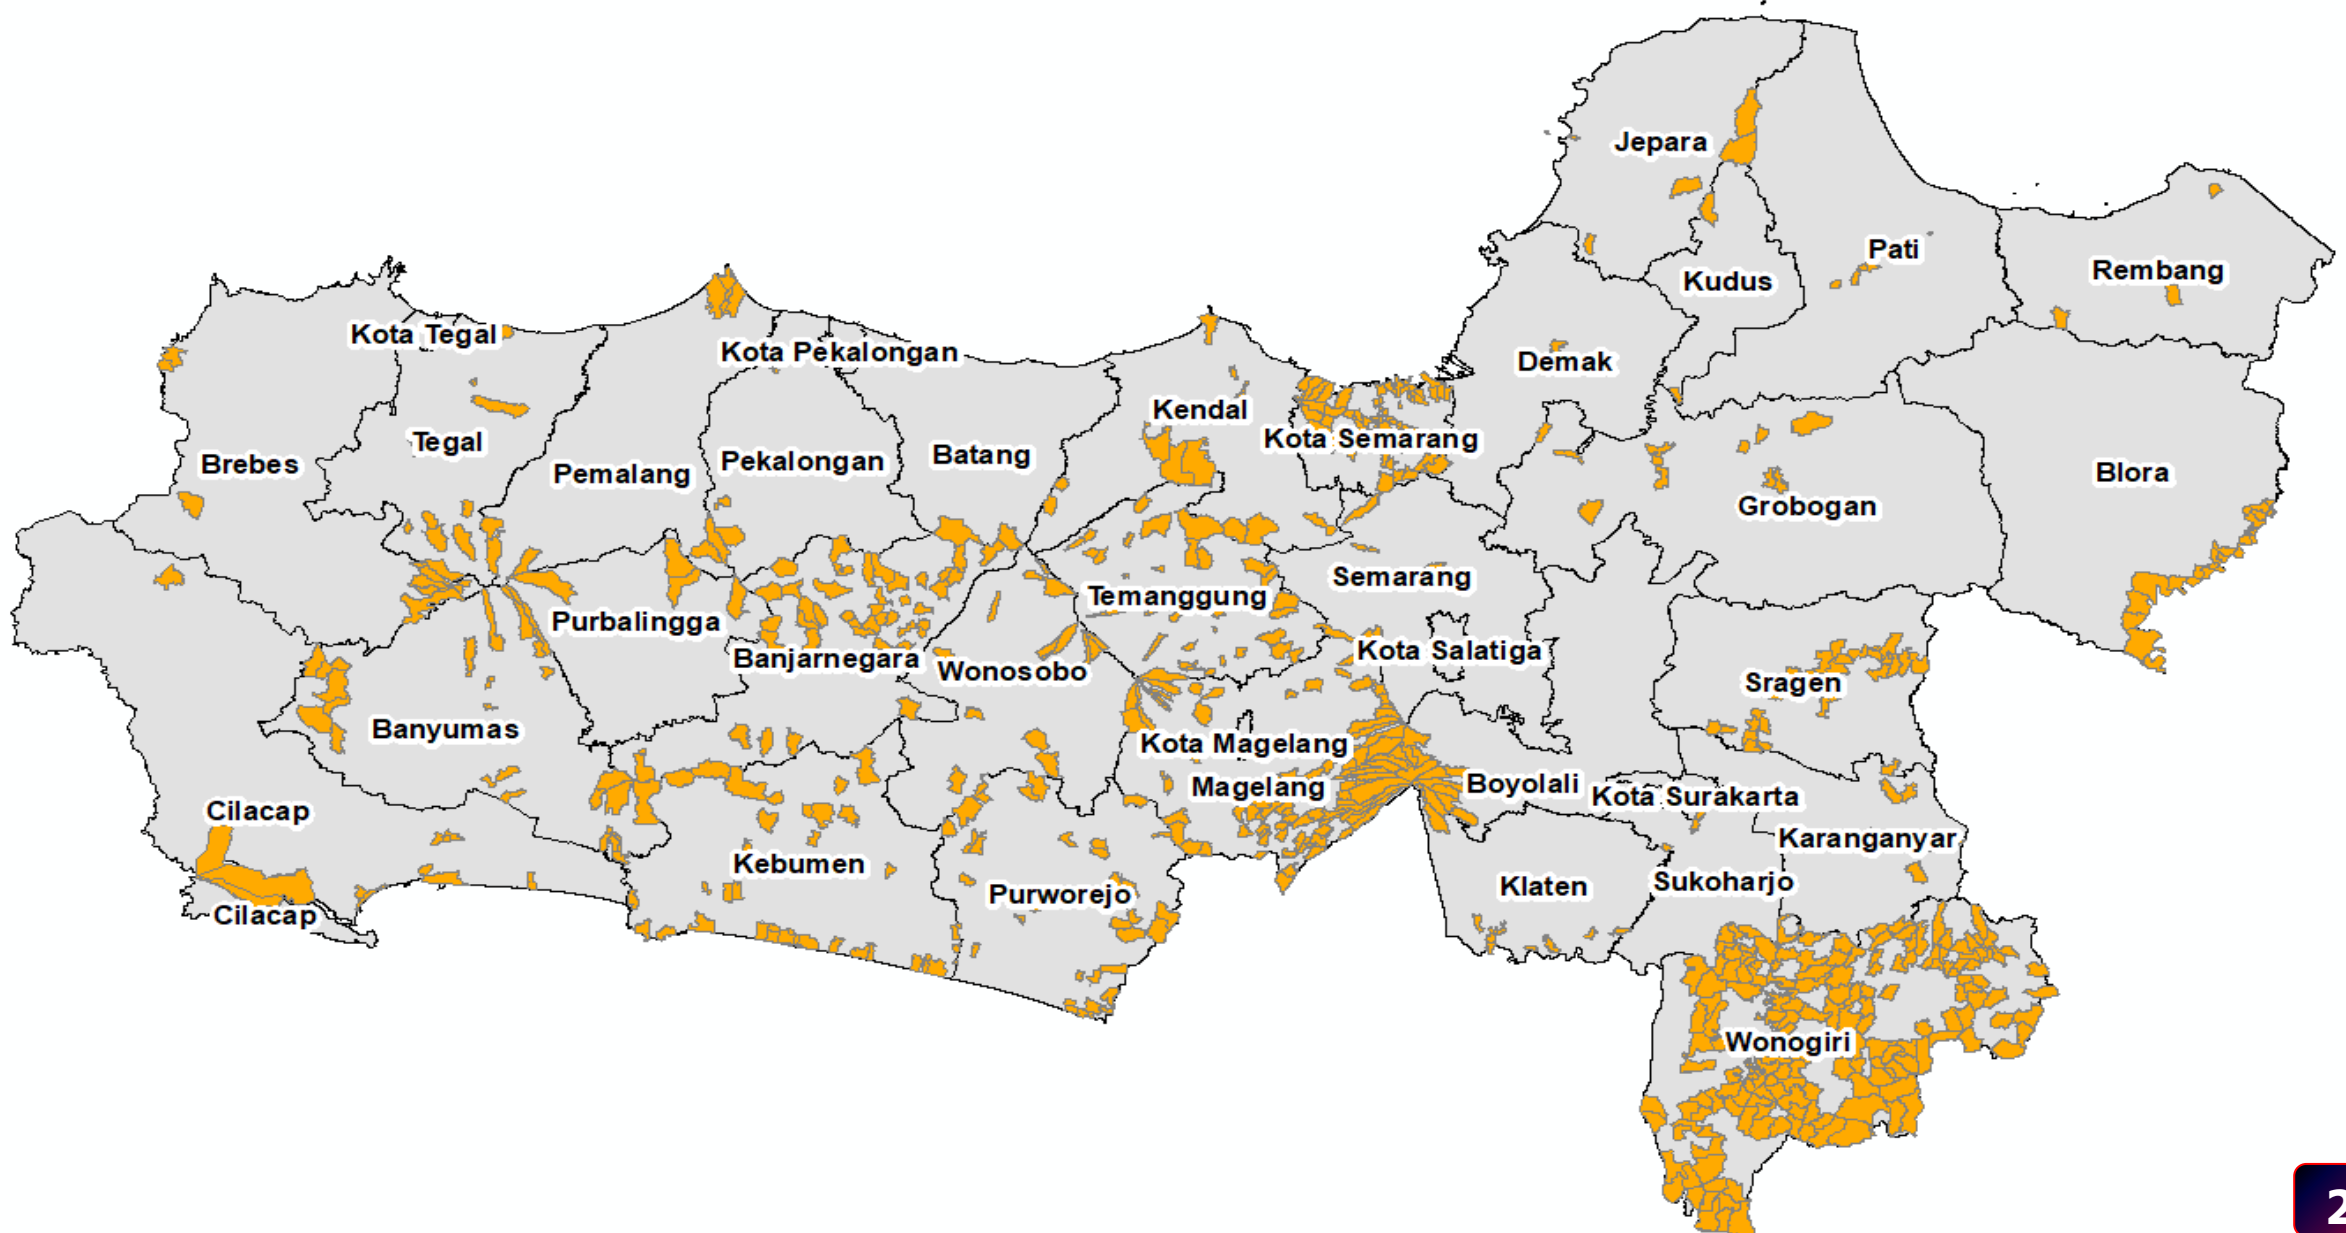 Jepara
Pati
Rembang
Kudus
Kota Tegal
Kota Pekalongan
Demak
Kendal
Kota Semarang
Tegal
Batang
Pekalongan
Brebes
Pemalang
Blora
Grobogan
Semarang
Temanggung
Purbalingga
Kota Salatiga
Banjarnegara
Wonosobo
Sragen
Banyumas
Kota Magelang
Boyolali
Magelang
Kota Surakarta
Cilacap
Karanganyar
Kebumen
Sukoharjo
Klaten
Purworejo
Cilacap
Wonogiri
2